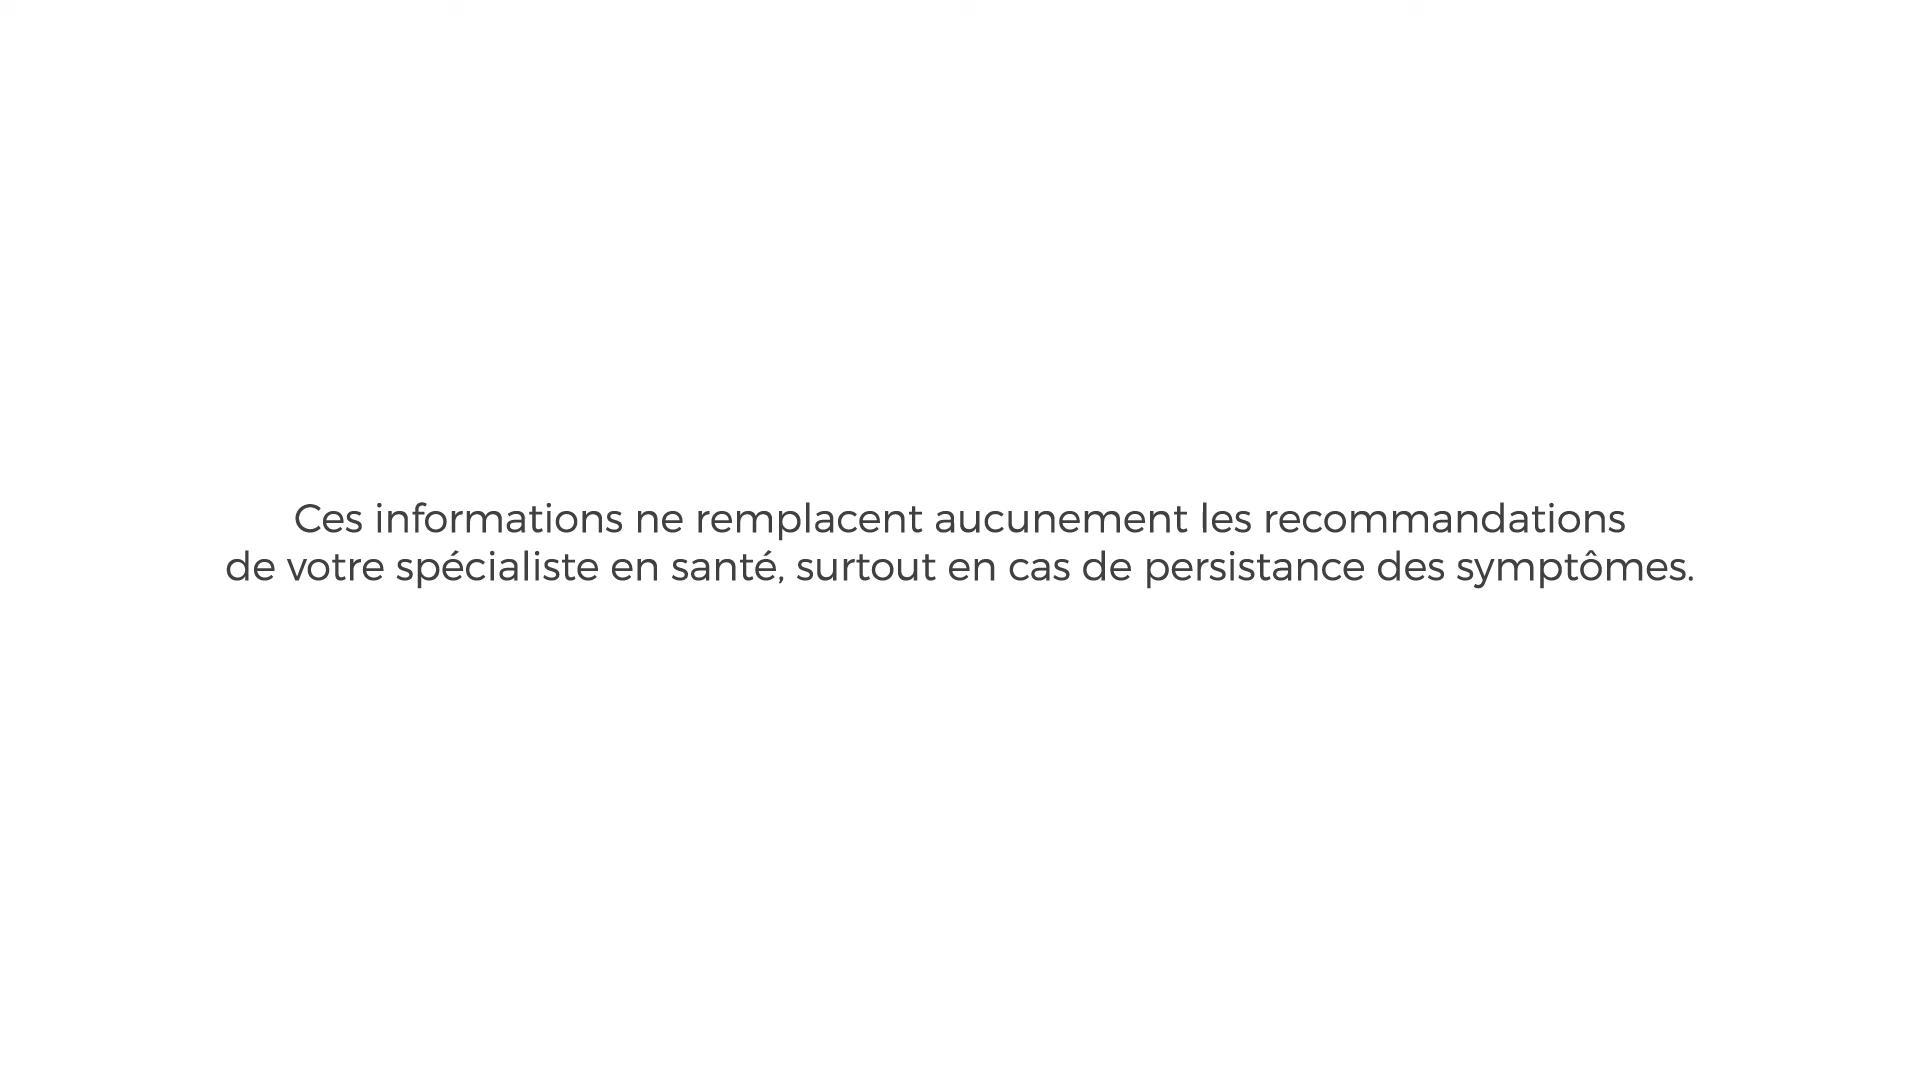 Ces informations ne remplacent aucunement les recommandations
de votre spécialiste en santé, surtout en cas de persistance des symptômes.